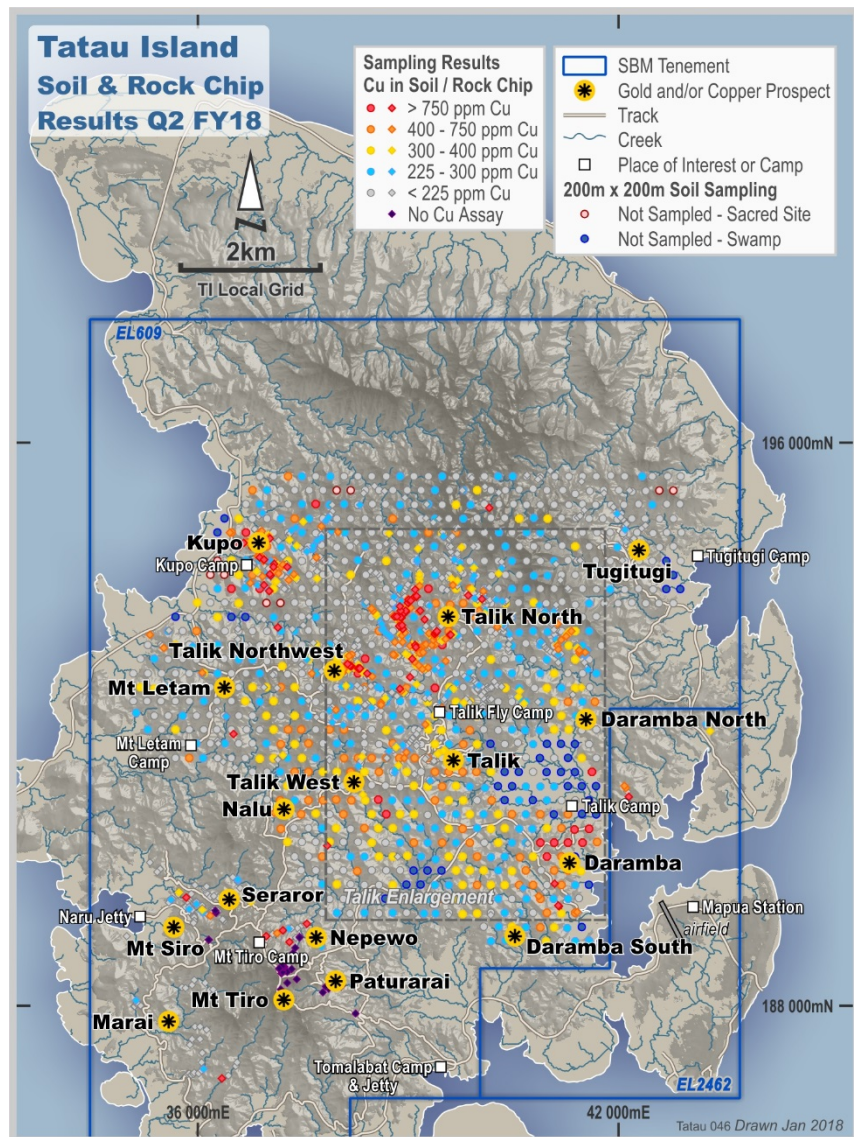 Tatau Island
Soil & Rock Chip
Results Q2 FY18
2km
TI Local Grid
Sampling Results
Cu in Soil / Rock Chip
> 750 ppm Cu
400 - 750 ppm Cu
300 - 400 ppm Cu
225 - 300 ppm Cu
< 225 ppm Cu
No Cu Assay
SBM Tenement
Gold and/or Copper Prospect
Track
Creek
Place of Interest or Camp
200m x 200m Soil Sampling
Not Sampled - Sacred Site
Not Sampled - Swamp
EL609
196 000mN
Kupo
Kupo Camp
Tugitugi
Tugitugi Camp
Talik North
Talik Northwest
Mt Letam
Talik Fly Camp
Daramba North
Mt Letam
Camp
Talik
Talik West
Nalu
Talik Camp
Daramba
Seraror
Talik Enlargement
Naru Jetty
Mapua Station
airfield
Mt Siro
Mt Tiro Camp
Nepewo
Daramba South
Paturarai
Mt Tiro
188 000mN
Marai
Tomalabat Camp
& Jetty
EL2462
36 000mE
42 000mE
Tatau 046 Drawn Jan 2018